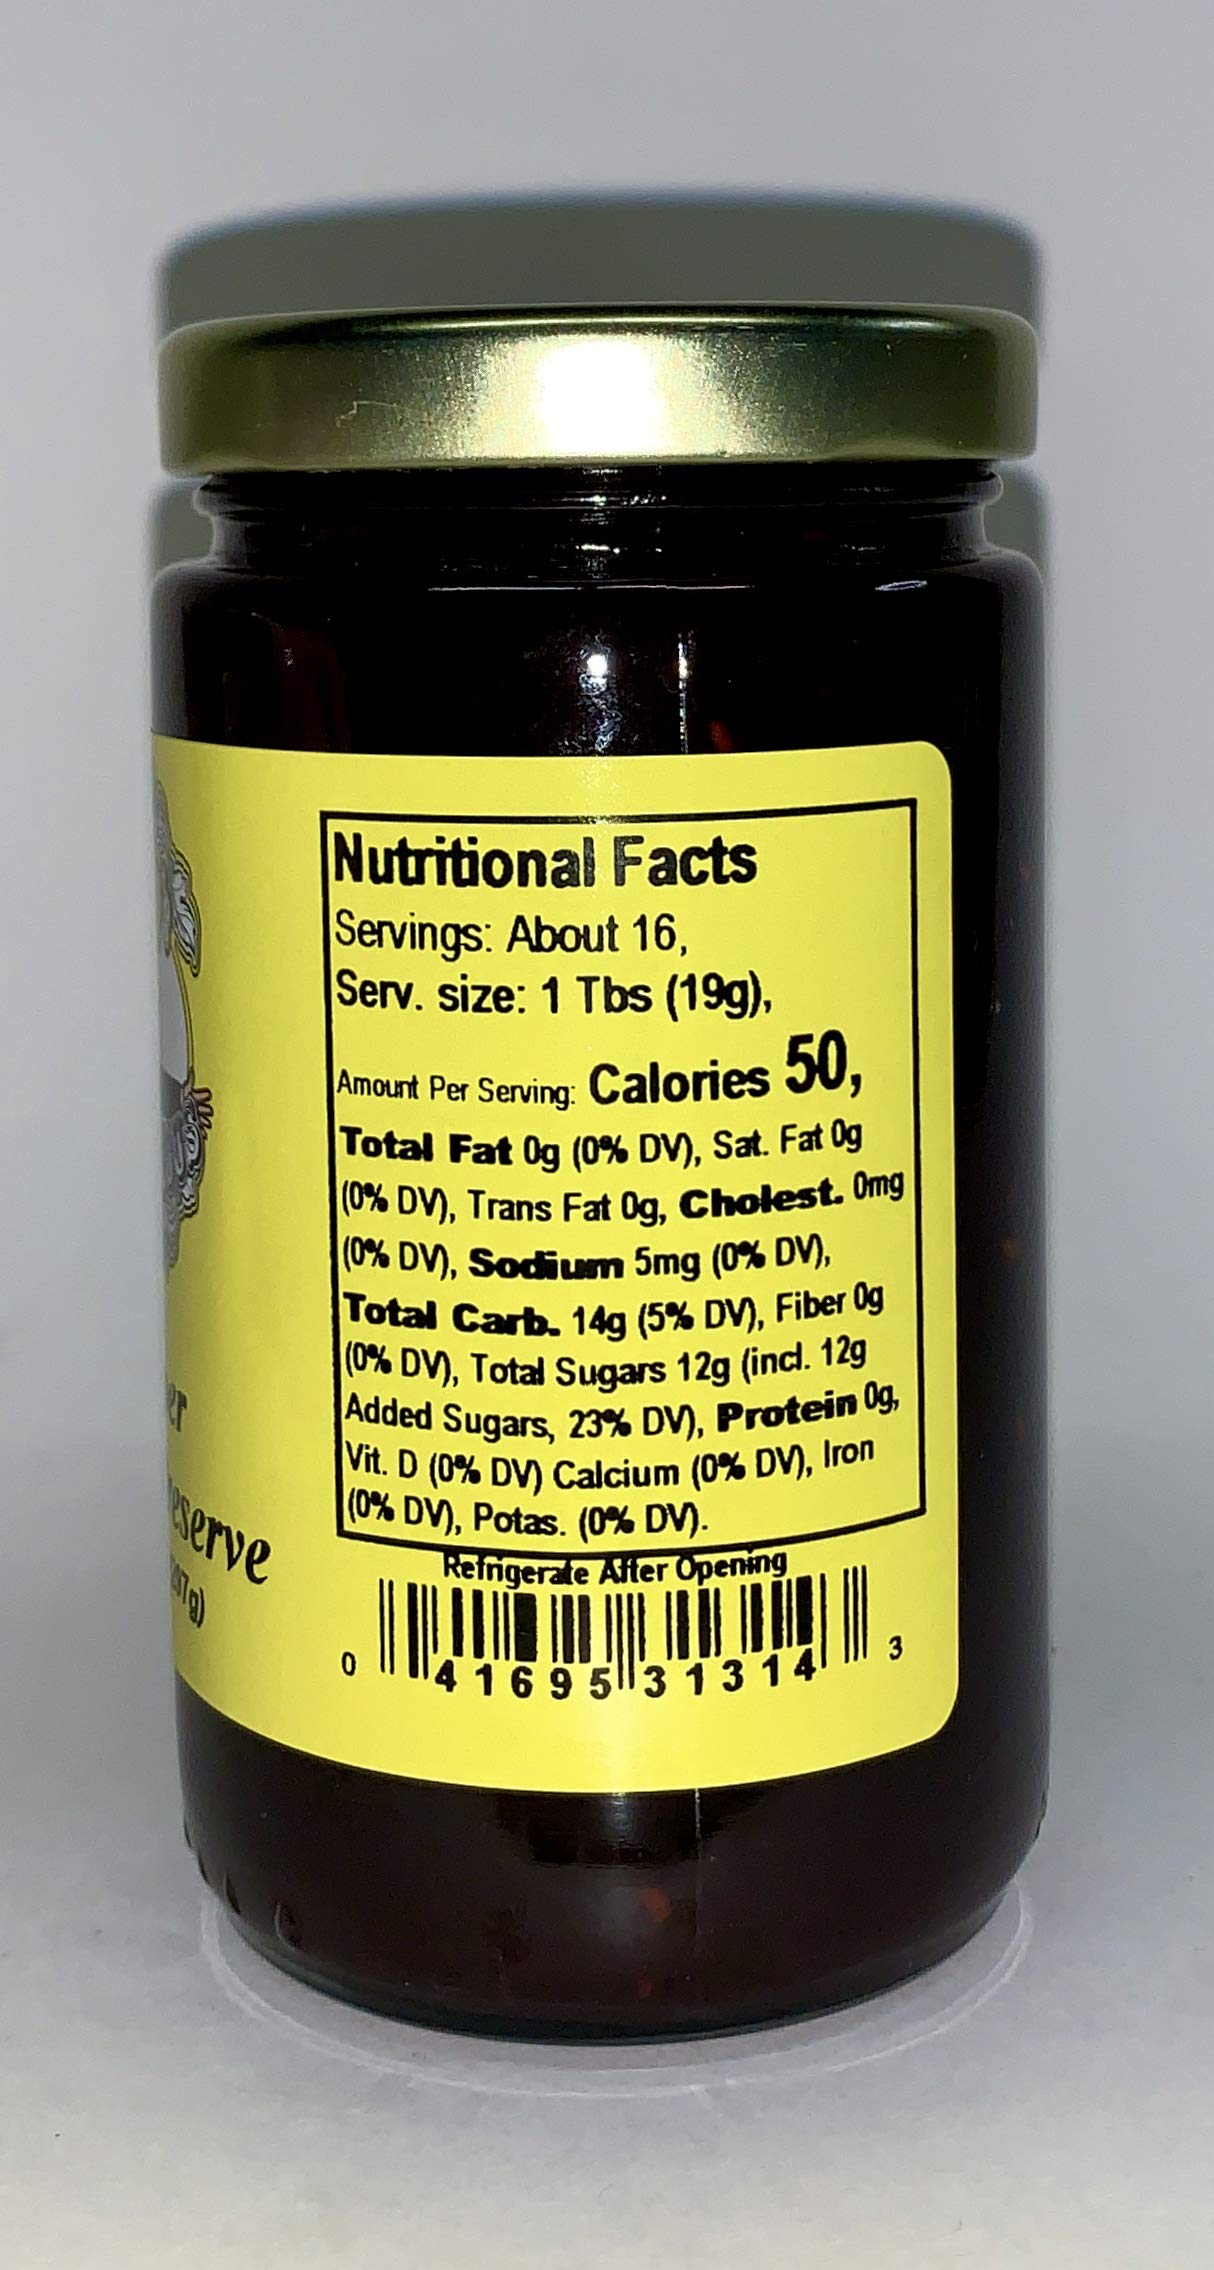 Nutritional Facts
Servings: About 16,
Serv. size: 1 Tbs (19g),
Amount Per Serving: Calories 50,
Total Fat 0g (0% DV), Sat. Fat 0g
(0% DV), Trans Fat 0g, Cholest. 0mg
(0% DV), Sodium 5mg (0% DV),
Total Carb. 14g (5% DV), Fiber 0g
(0% DV), Total Sugars 12g (incl. 12g
Added Sugars, 23% DV), Protein 0g,
Vit. D (0% DV) Calcium (0% DV), Iron
(0% DV), Potas. (0% DV).
Refrigerate After Opening
0 41695 31314 3